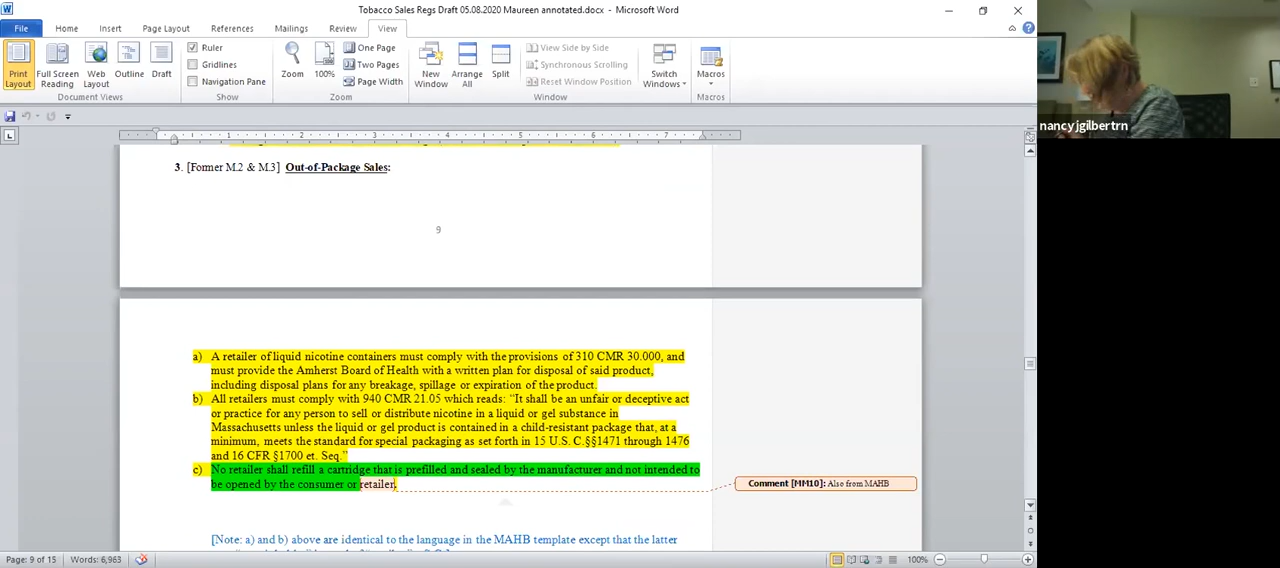 Tobacco Sales Regs Draft 05.08.2020 Maureen annotated.docx - Microsoft Word
File Home Insert Page Layout References Mailings Review View
Print Layout
Full Screen Reading
Web Layout
Outline
Draft
Document Views
Ruler
Gridlines
Navigation Pane
Show
Zoom
100%
One Page
Two Pages
Page Width
Zoom
New Window
Arrange All
Split
View Side by Side
Synchronous Scrolling
Reset Window Position
Window
Switch Windows
Macros
Macros
nancyjgilbertrn
1 2 3 4 5 6 7
3. [Former M.2 & M.3] Out-of-Package Sales:
9
a) A retailer of liquid nicotine containers must comply with the provisions of 310 CMR 30.000, and
must provide the Amherst Board of Health with a written plan for disposal of said product,
including disposal plans for any breakage, spillage or expiration of the product.
b) All retailers must comply with 940 CMR 21.05 which reads: “It shall be an unfair or deceptive act
or practice for any person to sell or distribute nicotine in a liquid or gel substance in
Massachusetts unless the liquid or gel product is contained in a child-resistant package that, at a
minimum, meets the standard for special packaging as set forth in 15 U.S. C.§§1471 through 1476
and 16 CFR §1700 et. Seq.”
c) No retailer shall refill a cartridge that is prefilled and sealed by the manufacturer and not intended to
be opened by the consumer or retailer.
Comment [MM10]: Also from MAHB
[Note: a) and b) above are identical to the language in the MAHB template except that the latter
Page: 9 of 15 Words: 6,963 100%